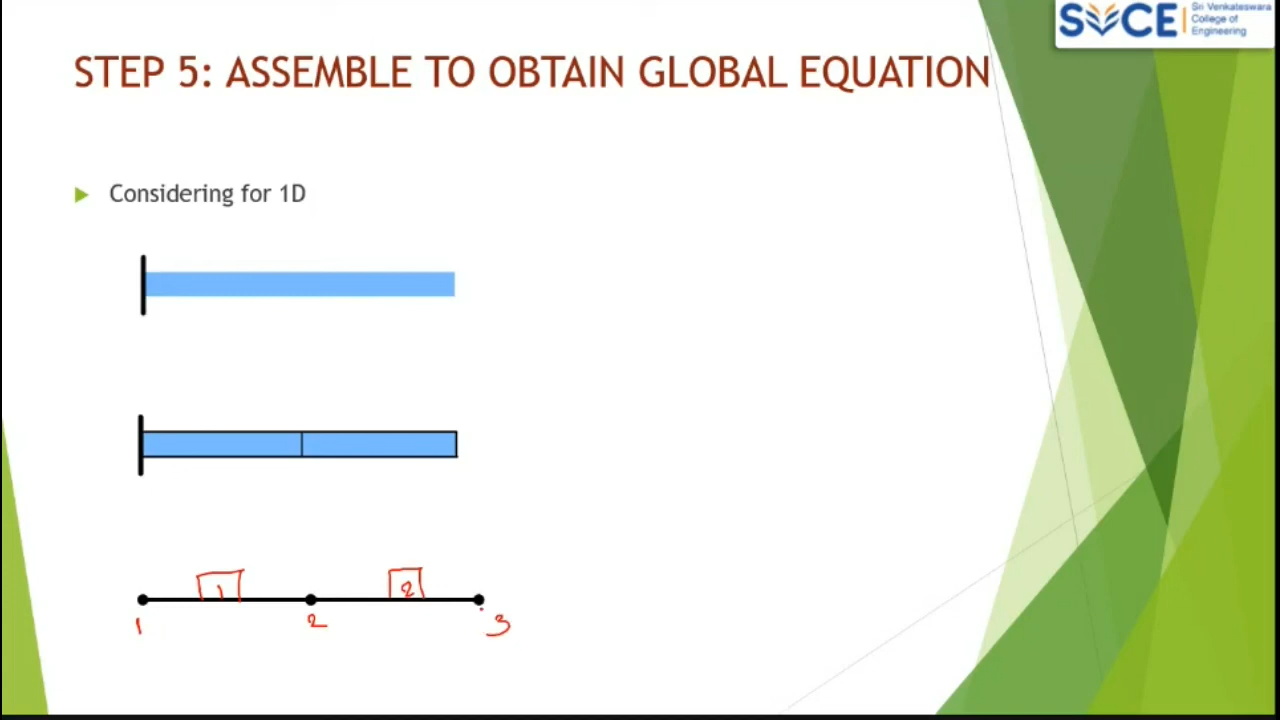 SVCE
Sri Venkateswara
College of
Engineering
STEP 5: ASSEMBLE TO OBTAIN GLOBAL EQUATION
Considering for 1D
1 2
1 2 3